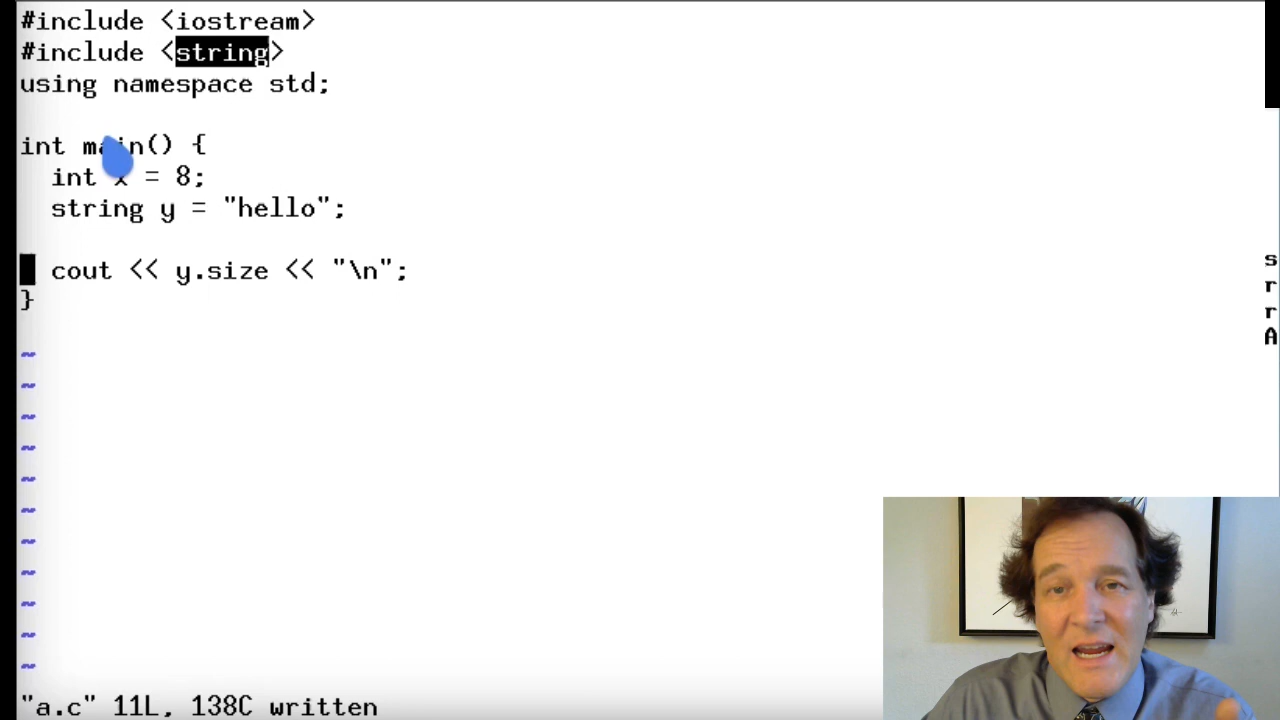 #include <iostream>
#include <string>
using namespace std;
int main() {
int x = 8;
string y = "hello";
cout << y.size << "\n";
}
~
~
~
~
~
~
~
~
~
~
~
"a.c" 11L, 138C written
s
r
r
A